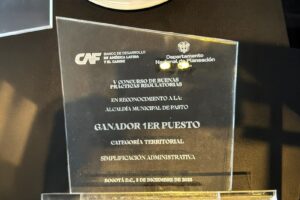 CAF
BANCO DE DESARROLLO
DE AMÉRICA LATINA
Y EL CARIBE
Departamento
Nacional de Planeación
V CONCURSO DE BUENAS
PRÁCTICAS REGULATORIAS
EN RECONOCIMIENTO A LA:
ALCALDÍA MUNICIPAL DE PASTO
GANADOR 1ER PUESTO
CATEGORÍA TERRITORIAL
SIMPLIFICACIÓN ADMINISTRATIVA
BOGOTÁ D.C., DE DICIEMBRE DE 2025